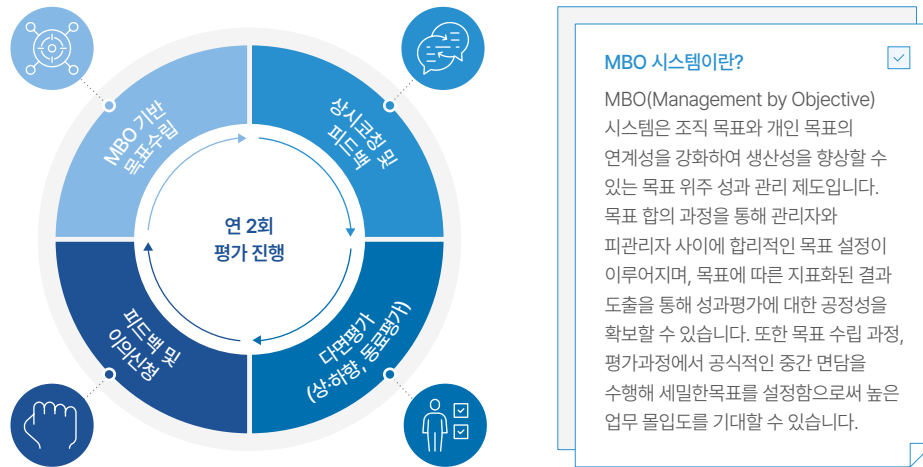 MBO 기반
목표수립
상시코칭 및
피드백
연 2회
평가 진행
피드백 및
이의신청
다면평가
(상·하향, 동료평가)
MBO 시스템이란?
MBO(Management by Objective)
시스템은 조직 목표와 개인 목표의
연계성을 강화하여 생산성을 향상할 수
있는 목표 위주 성과 관리 제도입니다.
목표 합의 과정을 통해 관리자와
피관리자 사이에 합리적인 목표 설정이
이루어지며, 목표에 따른 지표화된 결과
도출을 통해 성과평가에 대한 공정성을
확보할 수 있습니다. 또한 목표 수립 과정,
평가과정에서 공식적인 중간 면담을
수행해 세밀한목표를 설정함으로써 높은
업무 몰입도를 기대할 수 있습니다.